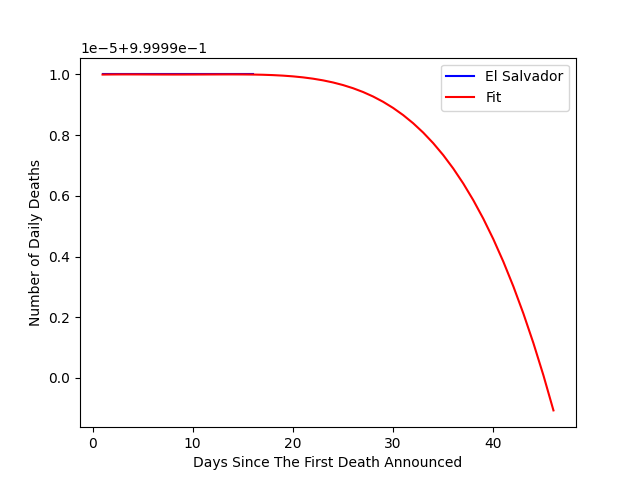 1e−5+9.9999e−1
1.0
0.8
0.6
0.4
0.2
0.0
Number of Daily Deaths
El Salvador
Fit
0
10
20
30
40
Days Since The First Death Announced